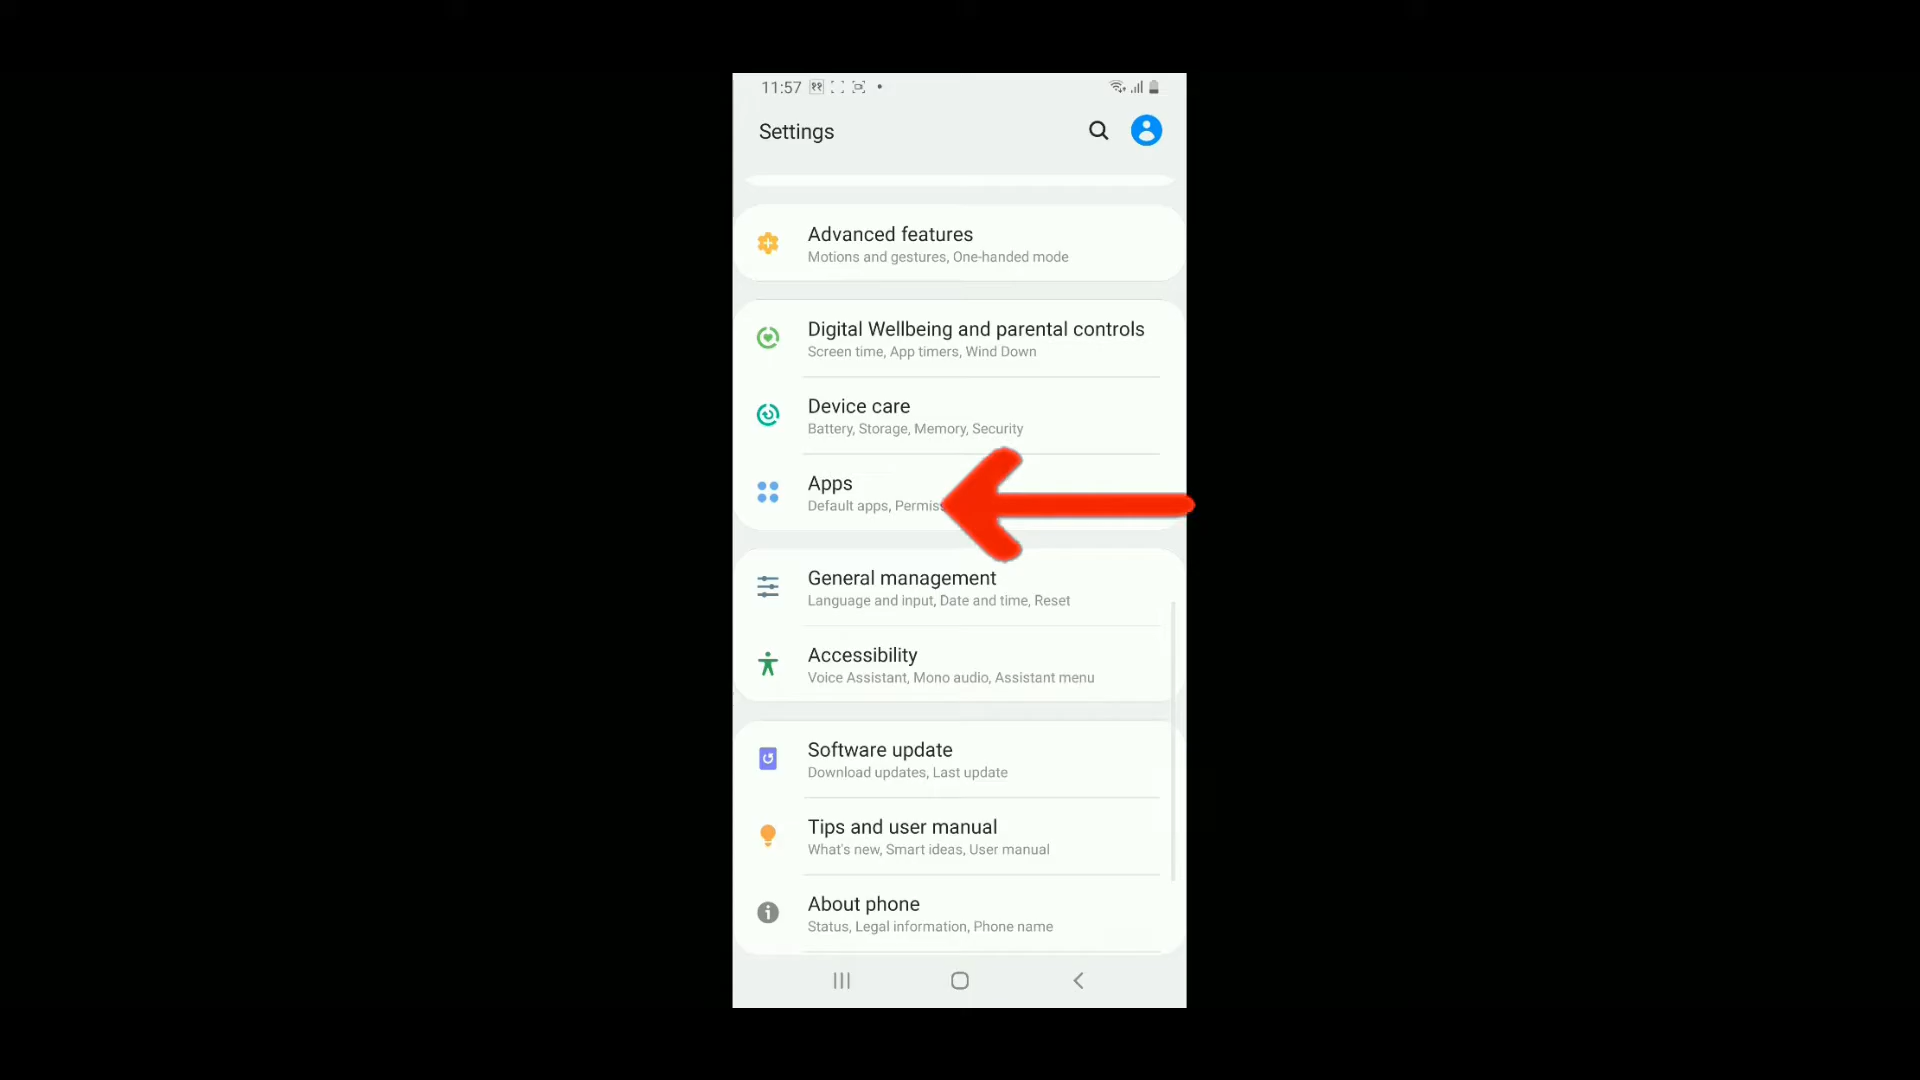 11:57
Settings
Advanced features
Motions and gestures, One-handed mode
Digital Wellbeing and parental controls
Screen time, App timers, Wind Down
Device care
Battery, Storage, Memory, Security
Apps
Default apps,
General management
Language and input, Date and time, Reset
Accessibility
Voice Assistant, Mono audio, Assistant menu
Software update
Download updates, Last update
Tips and user manual
What's new, Smart ideas, User manual
About phone
Status, Legal information, Phone name